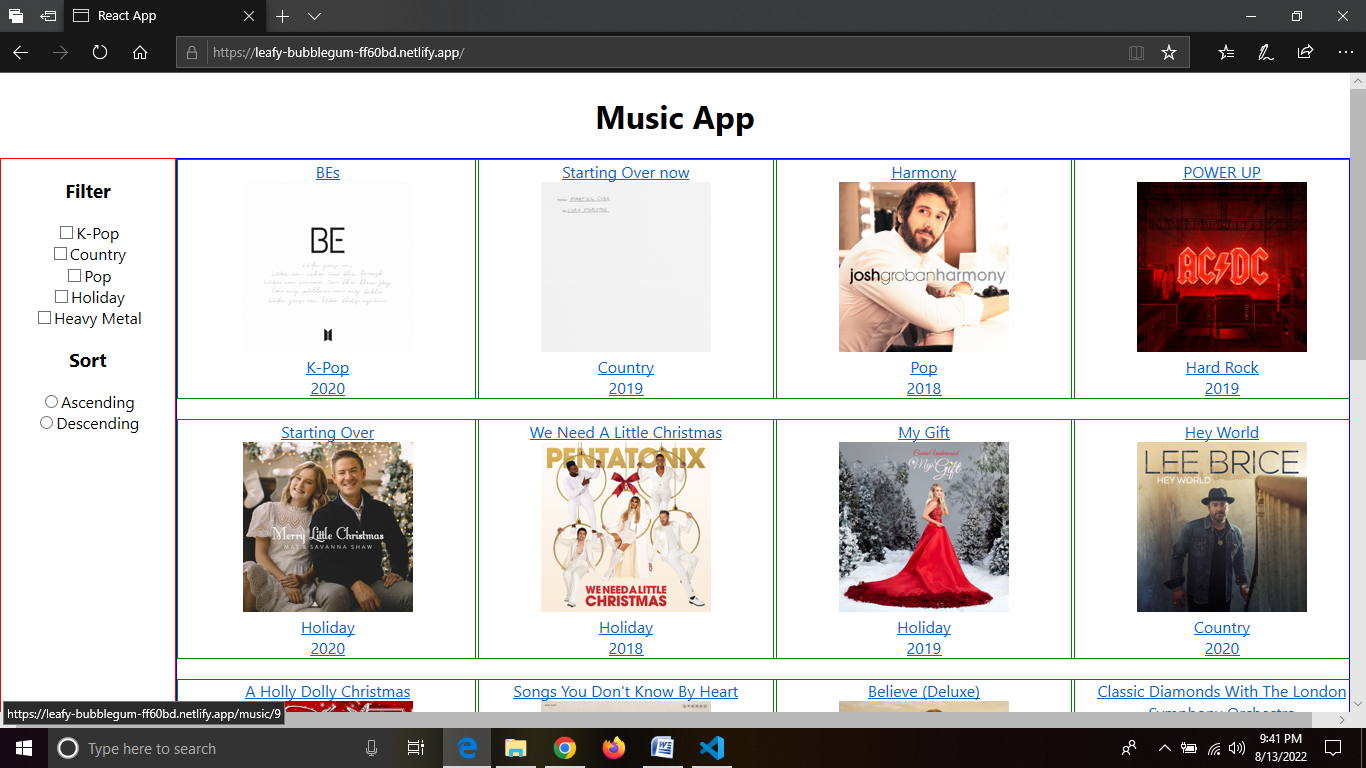 React App
https://leafy-bubblegum-ff60bd.netlify.app/
Music App
Filter
K-Pop
Country
Pop
Holiday
Heavy Metal
Sort
Ascending
Descending
BEs
BE
K-Pop
2020
Starting Over now
STARTING OVER
Country
2019
Harmony
joshgrobanharmony
Pop
2018
POWER UP
AC/DC
Hard Rock
2019
Starting Over
Merry Little Christmas
MAT & SAVANNA SHAW
Holiday
2020
We Need A Little Christmas
PENTATONIX
WE NEED A LITTLE
CHRISTMAS
Holiday
2018
My Gift
Carrie Underwood
My Gift
Holiday
2019
Hey World
LEE BRICE
HEY WORLD
Country
2020
A Holly Dolly Christmas
Songs You Don't Know By Heart
Believe (Deluxe)
Classic Diamonds With The London
Symphony Orchestra
https://leafy-bubblegum-ff60bd.netlify.app/music/9
Type here to search
9:41 PM
8/13/2022